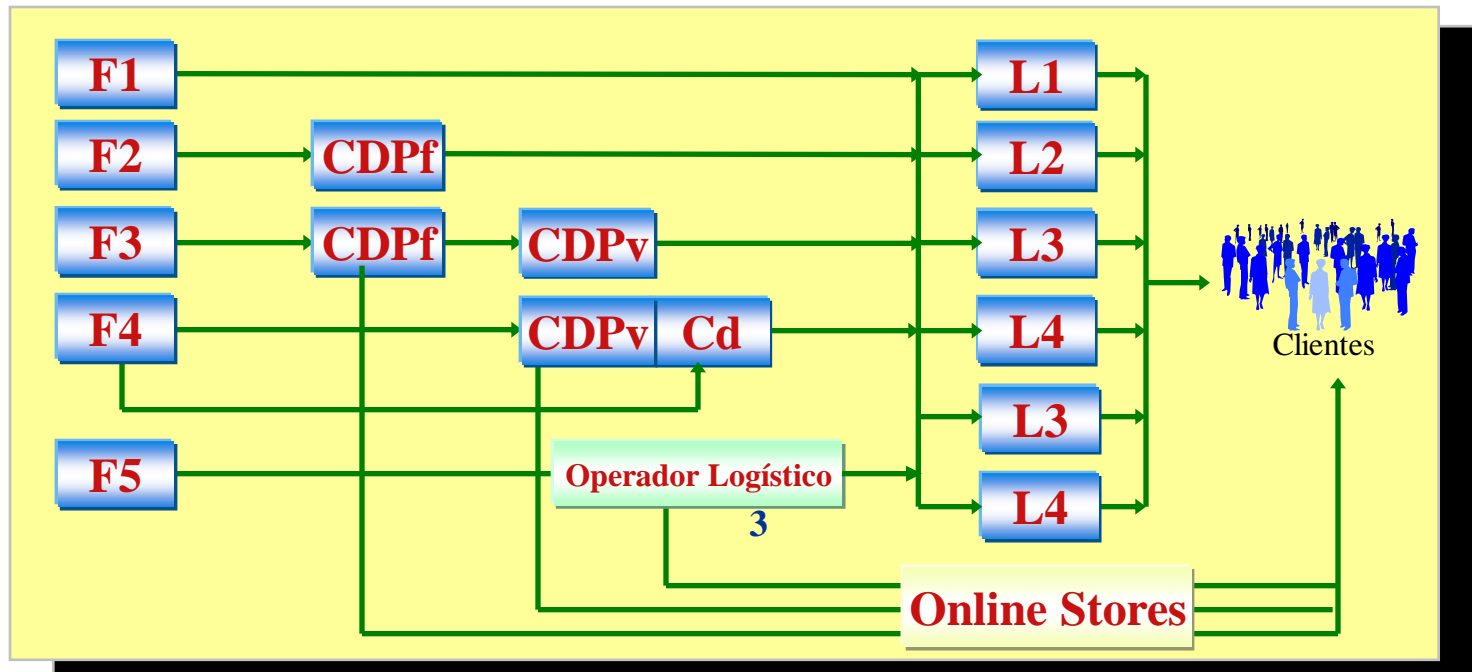 F1
L1
F2
CDPf
L2
F3
CDPf
CDPv
L3
F4
CDPv
Cd
L4
Clientes
L3
F5
Operador Logístico
L4
3
Online Stores